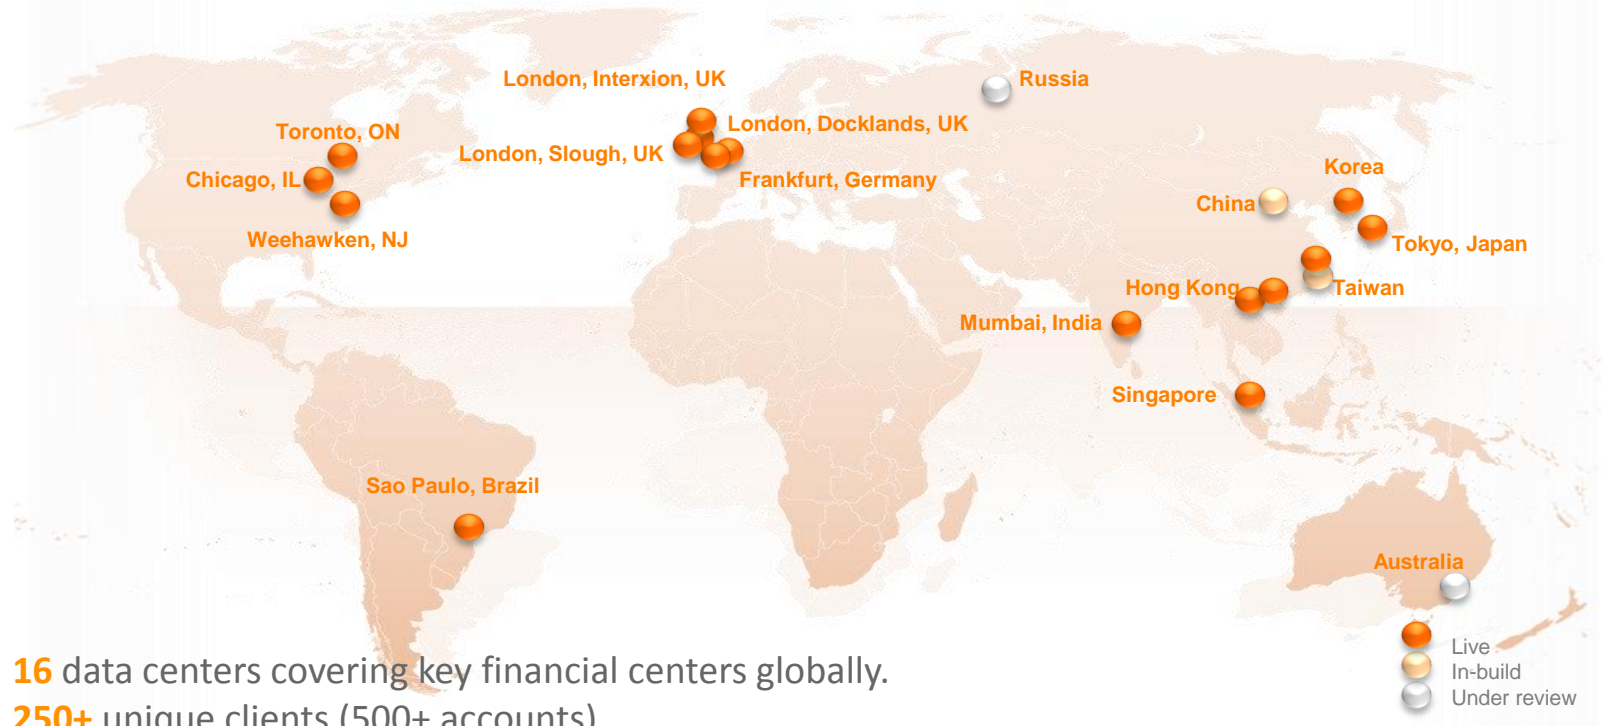 London, Interxion, UK
Russia
Toronto, ON
London, Docklands, UK
London, Slough, UK
Korea
Chicago, IL
Frankfurt, Germany
China
Weehawken, NJ
Tokyo, Japan
Hong Kong
Taiwan
Mumbai, India
Singapore
Sao Paulo, Brazil
Australia
Live
In-build
Under review
16 data centers covering key financial centers globally.
250+ unique clients (500+ accounts)